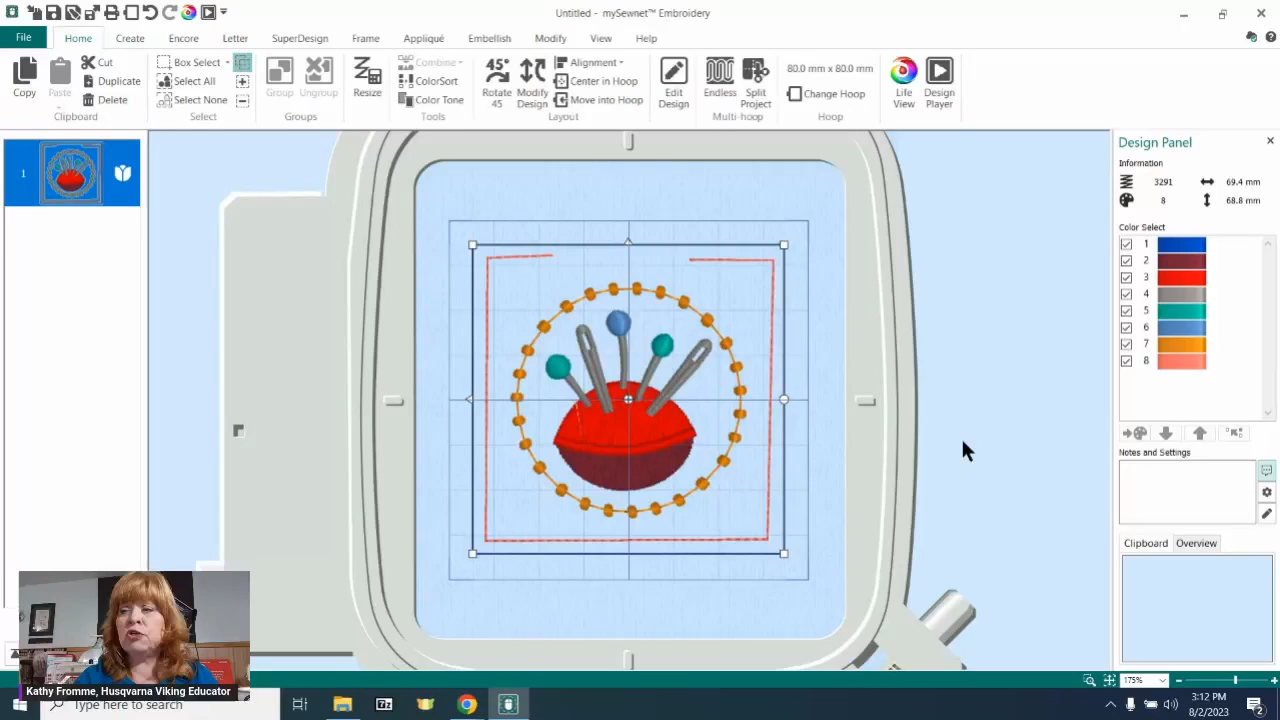 Untitled - mySewnet™ Embroidery
File Home Create Encore Letter SuperDesign Frame Appliqué Embellish Modify View Help
Copy
Paste
Cut
Duplicate
Delete
Clipboard
Box Select
Select All
Select None
Select
Group
Ungroup
Groups
Resize
Combine
ColorSort
Color Tone
Tools
Rotate
45
Modify
Design
Alignment
Center in Hoop
Move into Hoop
Layout
Edit
Design
Endless
Split
Project
Multi-hoop
80.0 mm x 80.0 mm
Change Hoop
Hoop
Life
View
Design
Player
1
Design Panel
Information
3291 69.4 mm
8 68.8 mm
Color Select
1
2
3
4
5
6
7
8
Notes and Settings
Clipboard Overview
Kathy Fromme, Husqvarna Viking Educator
175%
Type here to search
3:12 PM
8/2/2023
2